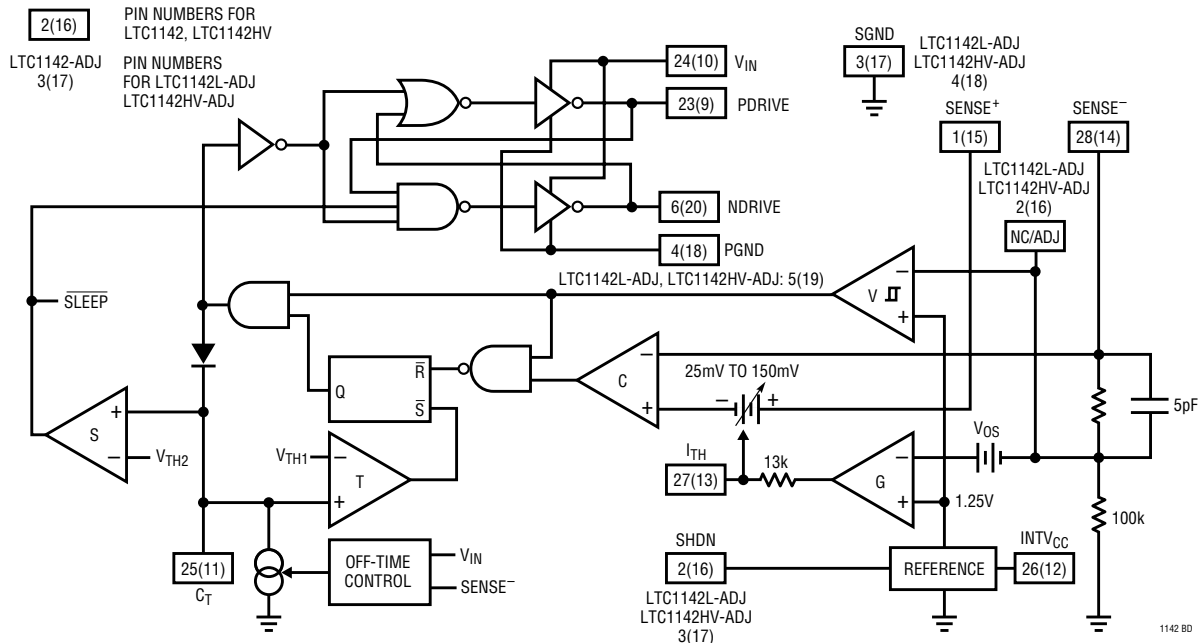 2(16)
PIN NUMBERS FOR
LTC1142, LTC1142HV
LTC1142-ADJ
3(17)
PIN NUMBERS
FOR LTC1142L-ADJ
LTC1142HV-ADJ
24(10)
VIN
23(9)
PDRIVE
6(20)
NDRIVE
4(18)
PGND
LTC1142L-ADJ, LTC1142HV-ADJ: 5(19)
SGND
3(17)
LTC1142L-ADJ
LTC1142HV-ADJ
4(18)
SENSE+
1(15)
SENSE−
28(14)
LTC1142L-ADJ
LTC1142HV-ADJ
2(16)
NC/ADJ
SLEEP
V
−
+
Q
R
S
C
−
+
25mV TO 150mV
−
+
5pF
S
+
−
VTH2
VTH1
−
+
T
ITH
27(13)
13k
G
−
+
VOS
1.25V
100k
25(11)
CT
OFF-TIME
CONTROL
VIN
SENSE−
SHDN
2(16)
LTC1142L-ADJ
LTC1142HV-ADJ
3(17)
REFERENCE
INTVCC
26(12)
1142 BD